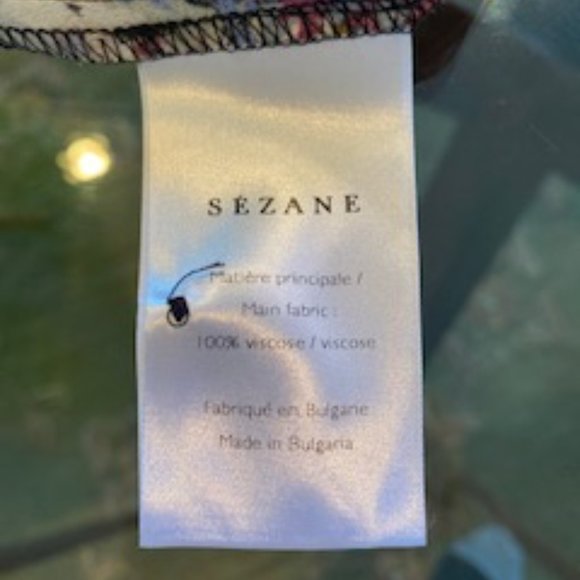 SÉZANE
Matière principale /
Main fabric :
100% viscose / viscose
Fabriqué en Bulgarie
Made in Bulgaria